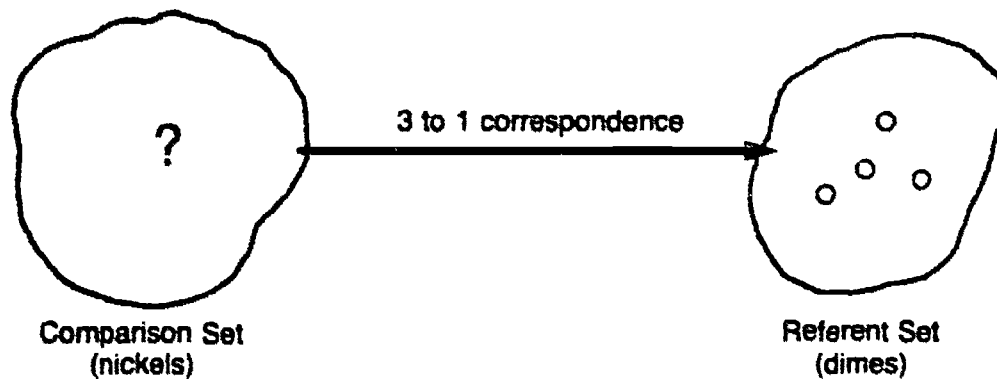 ?
3 to 1 correspondence
Comparison Set
(nickels)
Referent Set
(dimes)